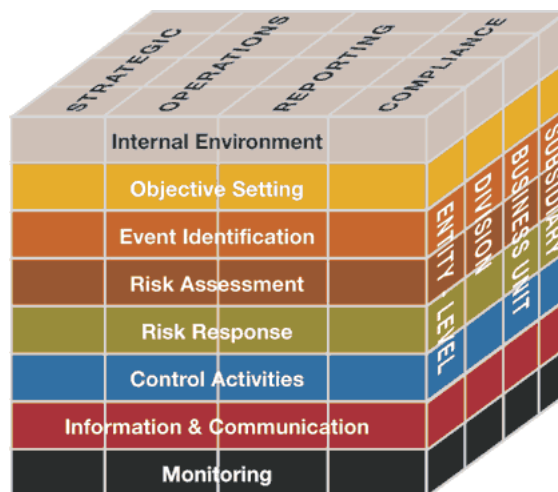 STRATEGIC
OPERATIONS
REPORTING
COMPLIANCE
Internal Environment
Objective Setting
Event Identification
Risk Assessment
Risk Response
Control Activities
Information & Communication
Monitoring
ENTITY - LEVEL
DIVISION
BUSINESS UNIT
SUBSIDIARY